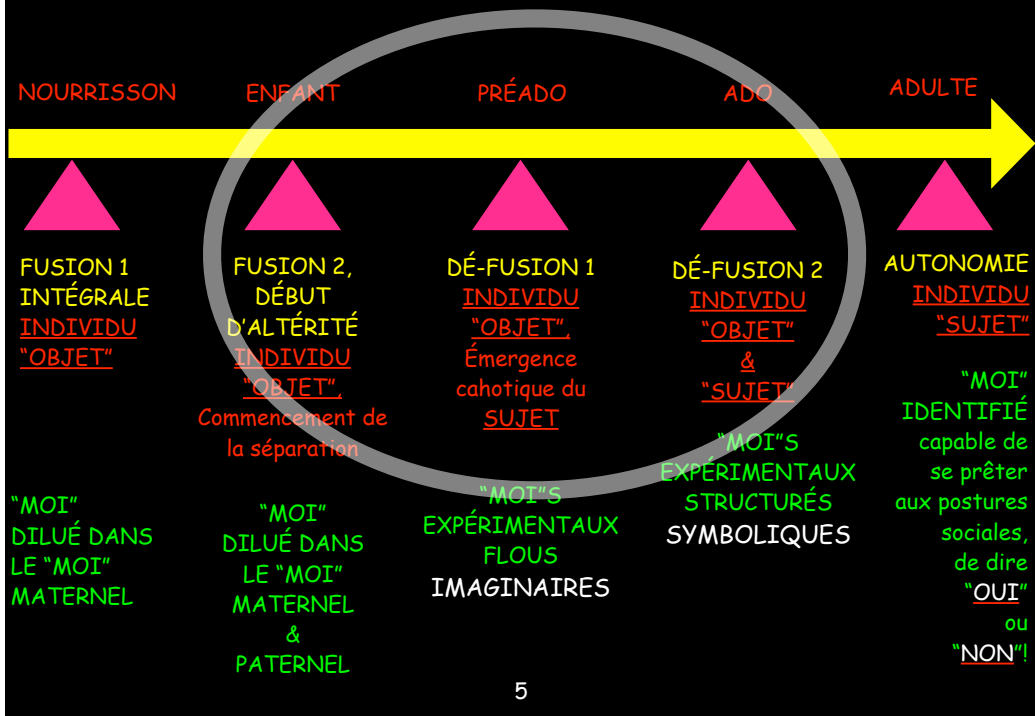 NOURRISSON
ENFANT
PRÉADO
ADO
ADULTE
FUSION 1
INTÉGRALE
INDIVIDU
"OBJET"
FUSION 2,
DÉBUT
D'ALTÉRITÉ
INDIVIDU
"OBJET",
Commencement de
la séparation
DÉ-FUSION 1
INDIVIDU
"OBJET",
Émergence
cahotique du
SUJET
DÉ-FUSION 2
INDIVIDU
"OBJET"
&
"SUJET"
AUTONOMIE
INDIVIDU
"SUJET"
"MOI"
DILUÉ DANS
LE "MOI"
MATERNEL
"MOI"
DILUÉ DANS
LE "MOI"
MATERNEL
&
PATERNEL
"MOI"S
EXPÉRIMENTAUX
FLOUS
IMAGINAIRES
"MOI"S
EXPÉRIMENTAUX
STRUCTURÉS
SYMBOLIQUES
"MOI"
IDENTIFIÉ
capable de
se prêter
aux postures
sociales,
de dire
"OUI"
ou
"NON"!
5